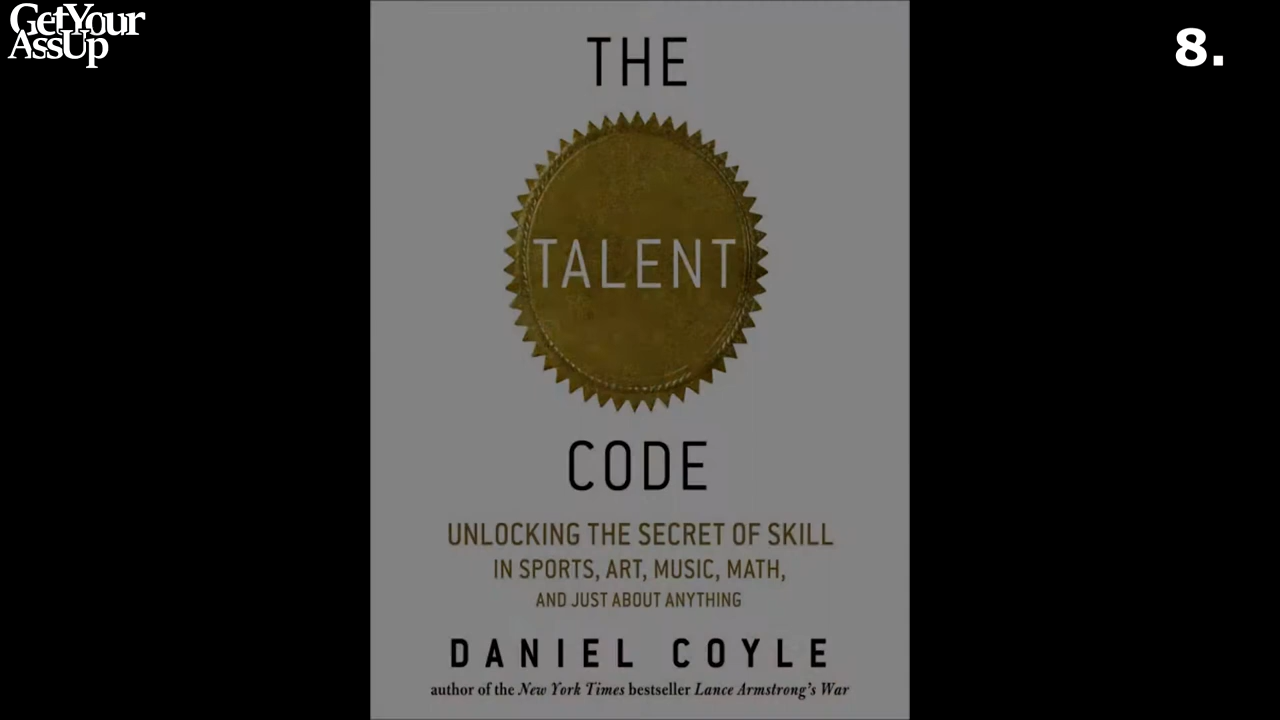 GetYour
AssUp
8.
THE
TALENT
CODE
UNLOCKING THE SECRET OF SKILL
IN SPORTS, ART, MUSIC, MATH,
AND JUST ABOUT ANYTHING
DANIEL COYLE
author of the New York Times bestseller Lance Armstrong's War